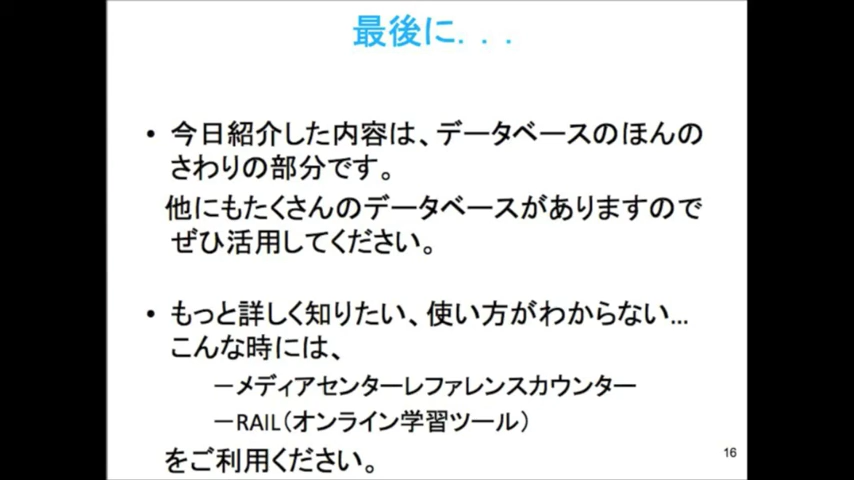 最後に...
• 今日紹介した内容は、データベースのほんの
さわりの部分です。
他にもたくさんのデータベースがありますので
ぜひ活用してください。
• もっと詳しく知りたい、使い方がわからない...
こんな時には、
－メディアセンターレファレンスカウンター
－RAIL（オンライン学習ツール）
をご利用ください。
16